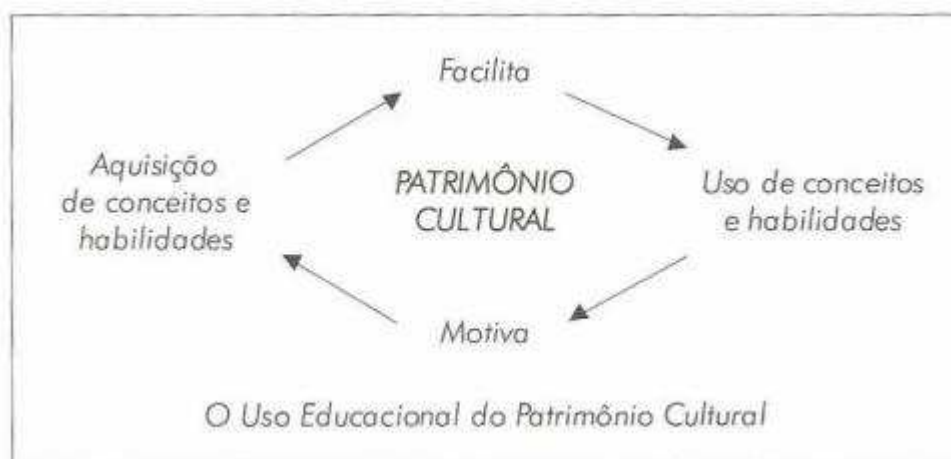 Facilita
Aquisição
de conceitos e
habilidades
PATRIMÔNIO
CULTURAL
Uso de conceitos
e habilidades
Motiva
O Uso Educacional do Patrimônio Cultural